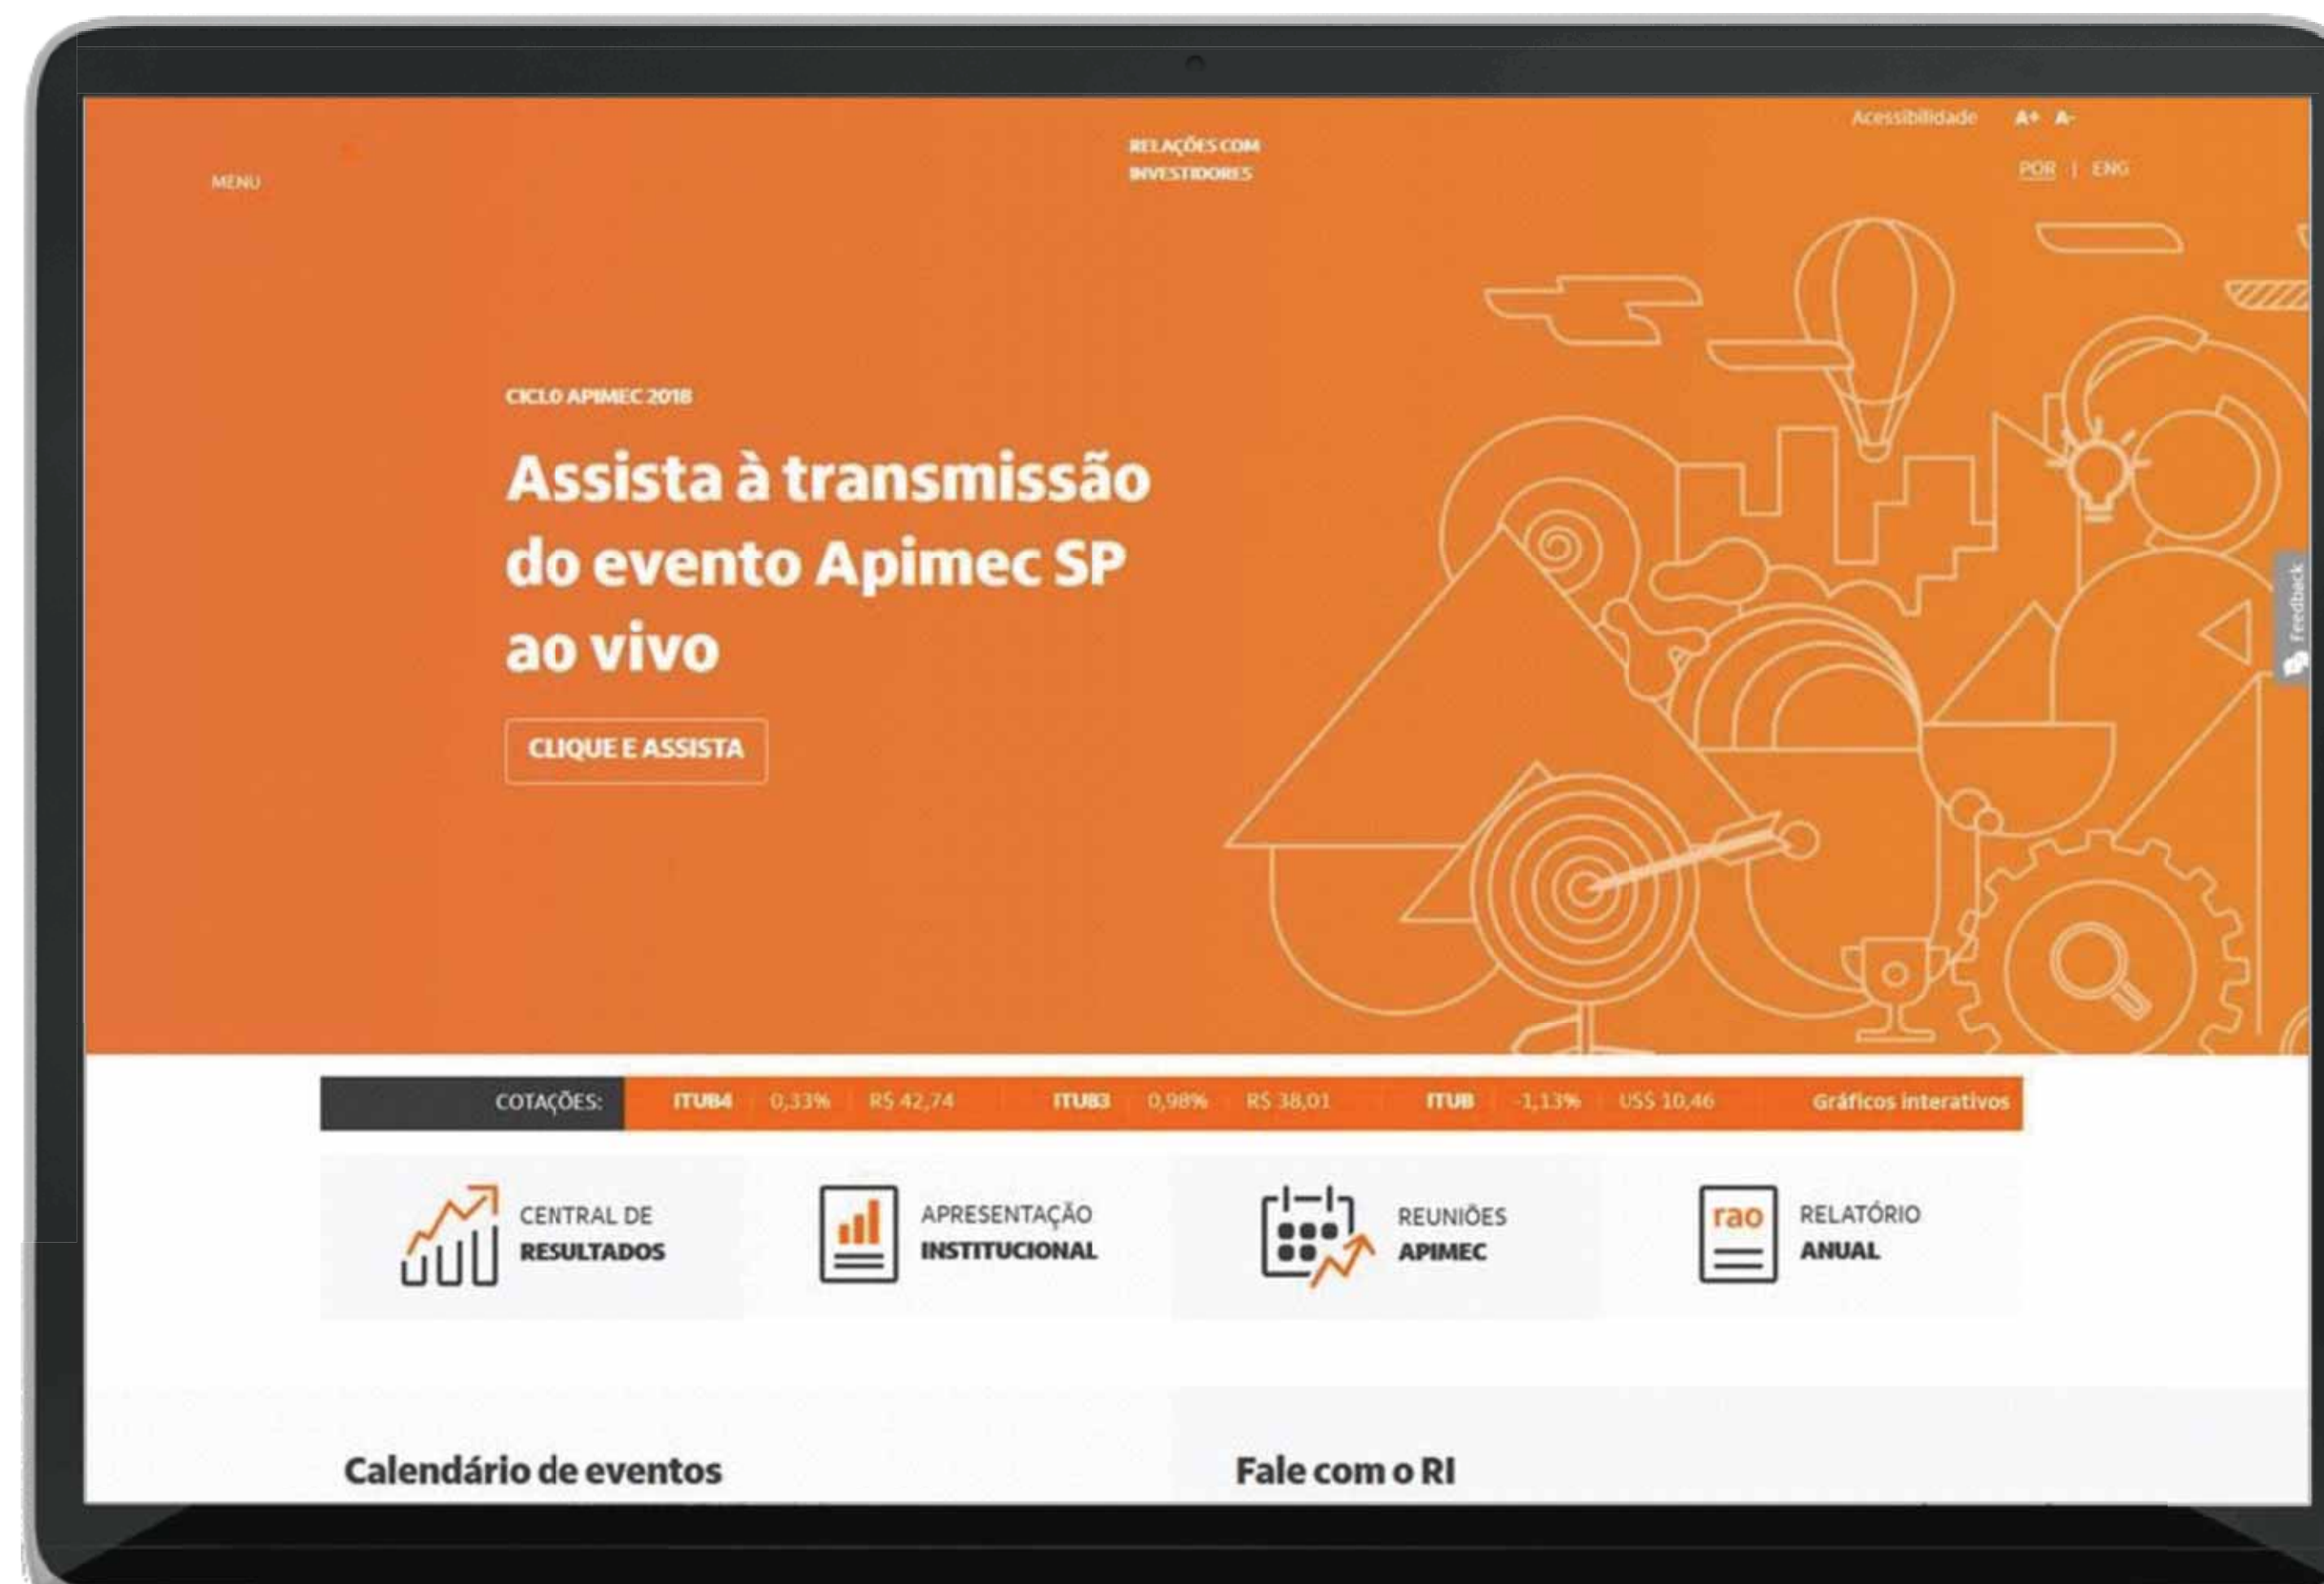 Acessibilidade A+ A-
RELAÇÕES COM
INVESTIDORES
MENU
POR | ENG
CICLO APIMEC 2018
Assista à transmissão
do evento Apimec SP
ao vivo
CLIQUE E ASSISTA
Feedback
COTAÇÕES: ITUB4 0,33% R$ 42,74 ITUB3 0,98% R$ 38,01 ITUB -1,13% US$ 10,46 Gráficos interativos
CENTRAL DE
RESULTADOS
APRESENTAÇÃO
INSTITUCIONAL
REUNIÕES
APIMEC
rao
RELATÓRIO
ANUAL
Calendário de eventos
Fale com o RI